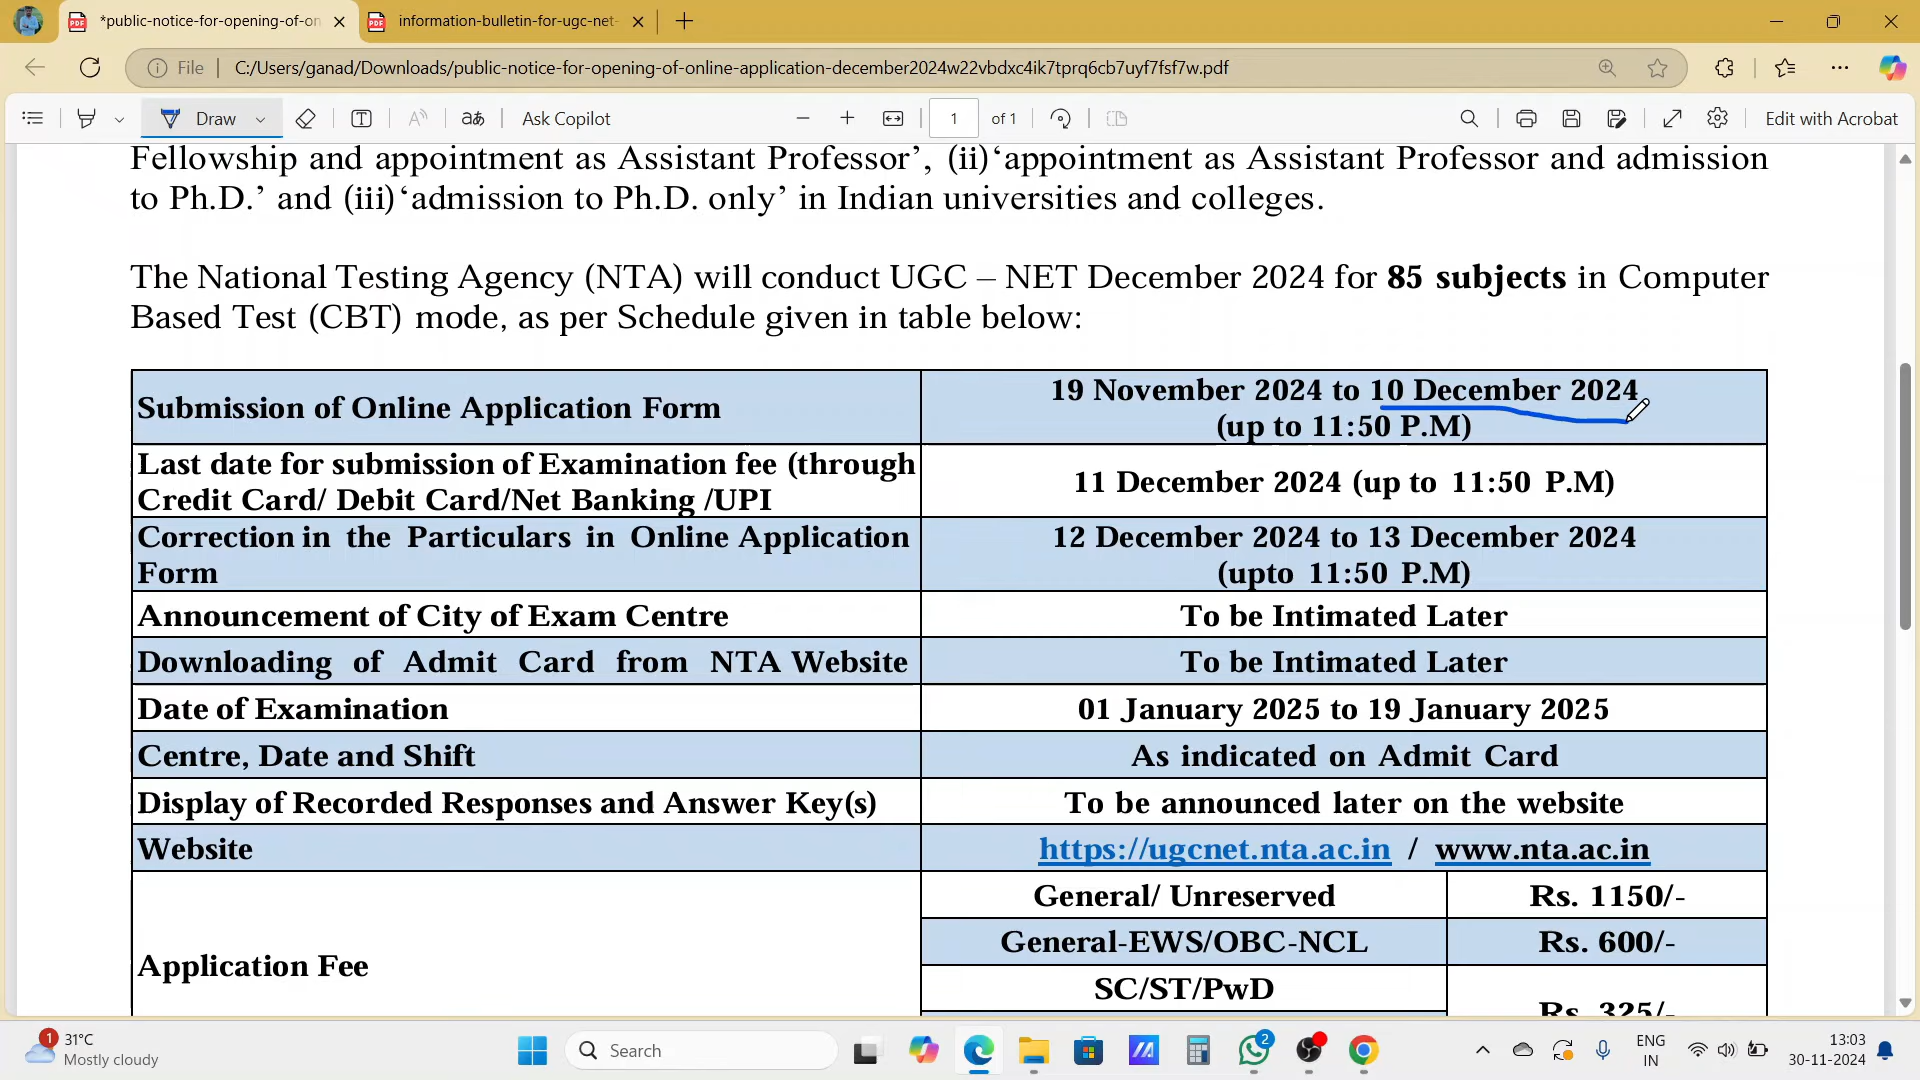 *public-notice-for-opening-of-on
information-bulletin-for-ugc-net-
File
C:/Users/ganad/Downloads/public-notice-for-opening-of-online-application-december2024w22vbdxc4ik7tprq6cb7uyf7fsf7w.pdf
Draw
Ask Copilot
1 of 1
Edit with Acrobat
Fellowship and appointment as Assistant Professor’, (ii)‘appointment as Assistant Professor and admission
to Ph.D.’ and (iii)‘admission to Ph.D. only’ in Indian universities and colleges.
The National Testing Agency (NTA) will conduct UGC – NET December 2024 for 85 subjects in Computer
Based Test (CBT) mode, as per Schedule given in table below:
Submission of Online Application Form
19 November 2024 to 10 December 2024
(up to 11:50 P.M)
Last date for submission of Examination fee (through
Credit Card/ Debit Card/Net Banking /UPI
11 December 2024 (up to 11:50 P.M)
Correction in the Particulars in Online Application
Form
12 December 2024 to 13 December 2024
(upto 11:50 P.M)
Announcement of City of Exam Centre
To be Intimated Later
Downloading of Admit Card from NTA Website
To be Intimated Later
Date of Examination
01 January 2025 to 19 January 2025
Centre, Date and Shift
As indicated on Admit Card
Display of Recorded Responses and Answer Key(s)
To be announced later on the website
Website
https://ugcnet.nta.ac.in / www.nta.ac.in
Application Fee
General/ Unreserved
Rs. 1150/-
General-EWS/OBC-NCL
Rs. 600/-
SC/ST/PwD
Rs. 325/-
1
31°C
Mostly cloudy
Search
2
ENG
IN
13:03
30-11-2024